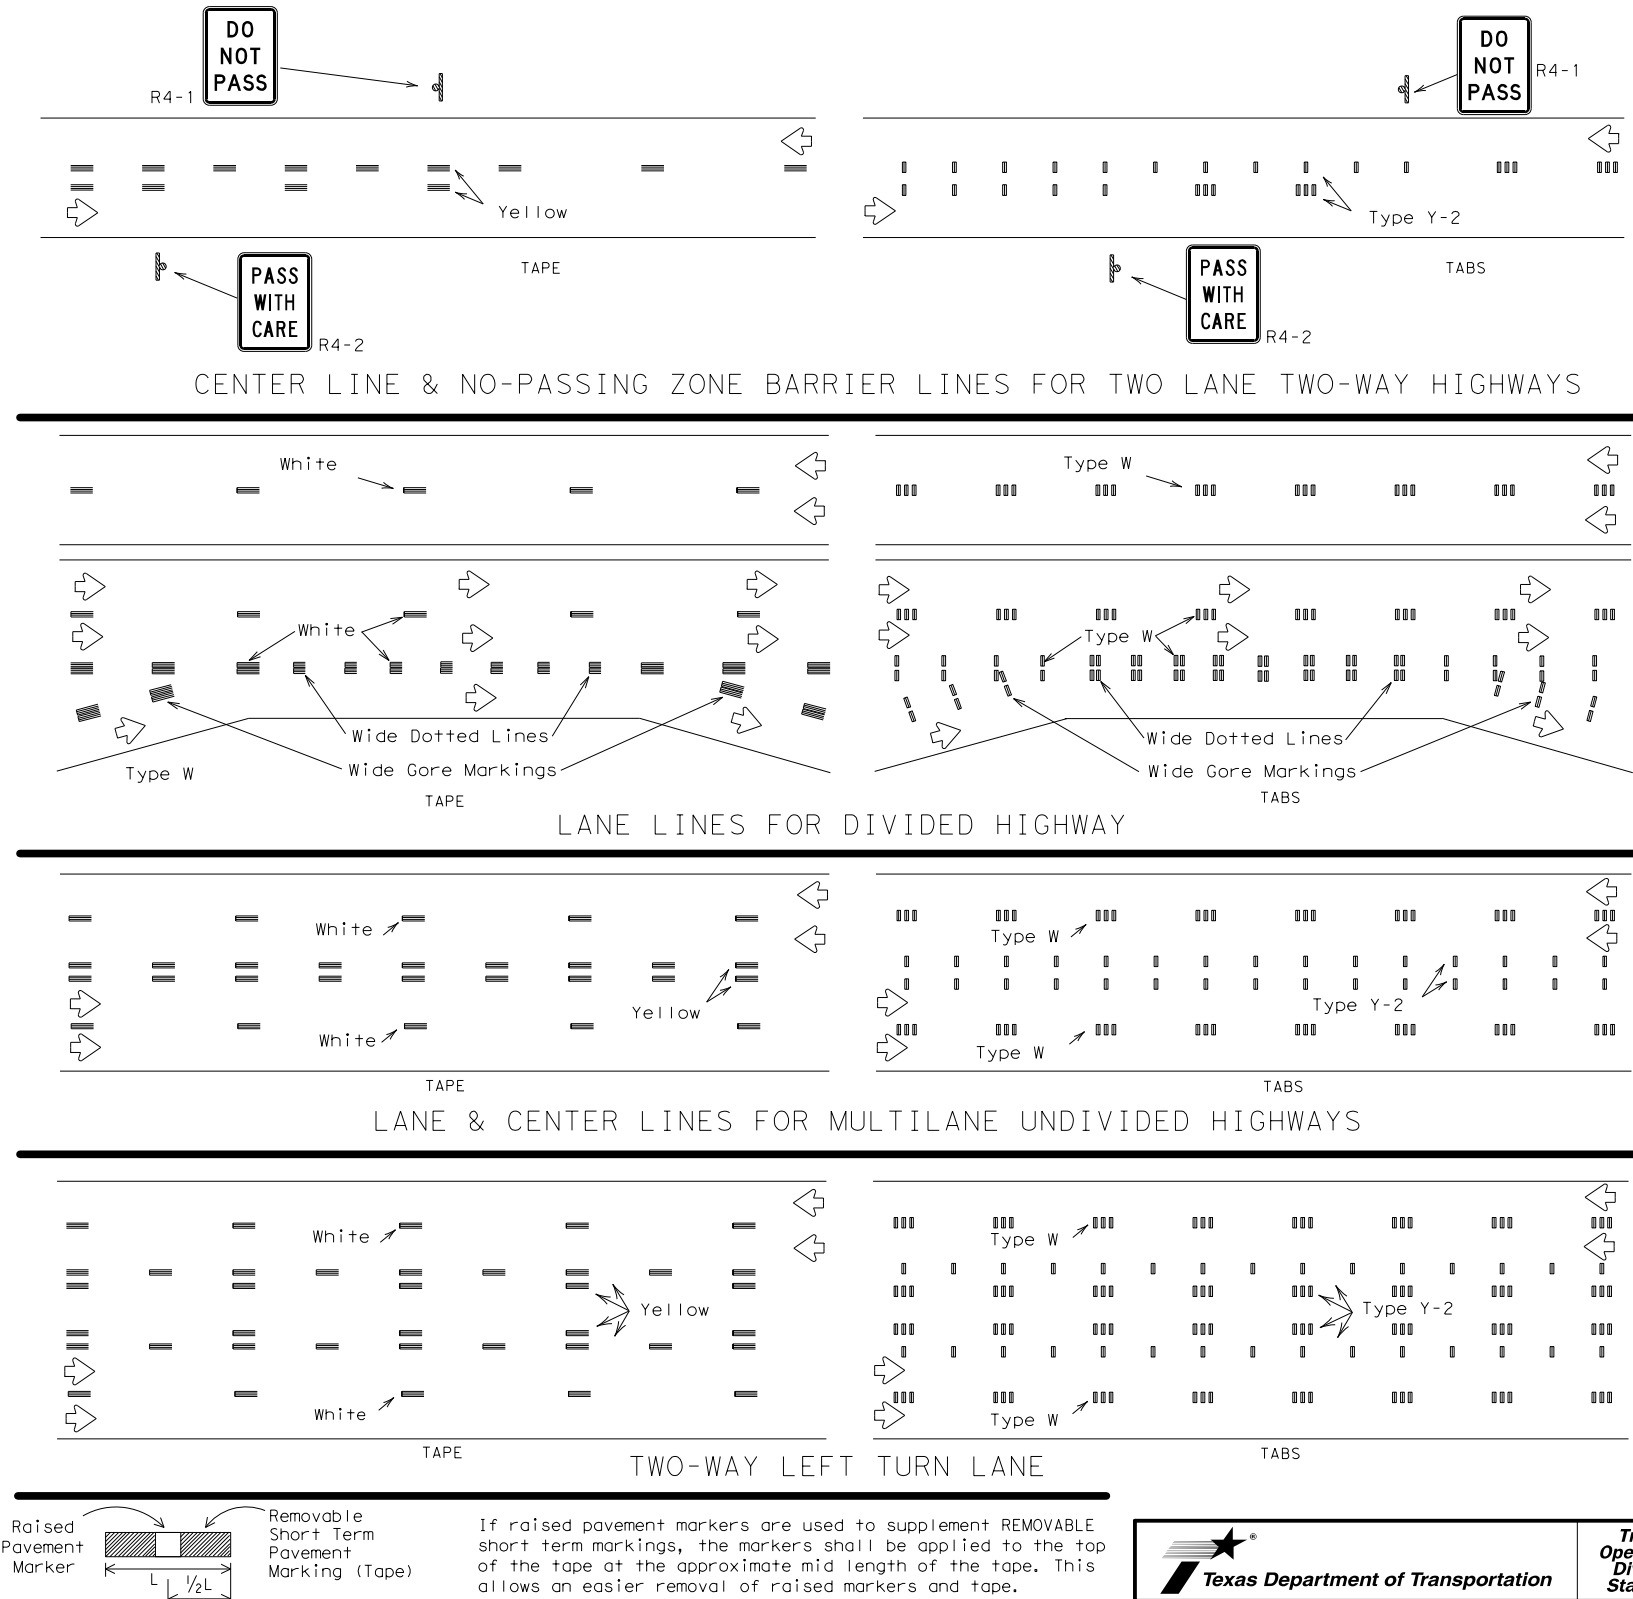 DO
NOT
PASS
R4-1
DO
NOT
PASS
R4-1
Yellow
Type Y-2
TAPE
TABS
PASS
WITH
CARE
R4-2
PASS
WITH
CARE
R4-2
CENTER LINE & NO-PASSING ZONE BARRIER LINES FOR TWO LANE TWO-WAY HIGHWAYS
White
Type W
White
Type W
Wide Dotted Lines
Wide Dotted Lines
Type W
Wide Gore Markings
Wide Gore Markings
TAPE
TABS
LANE LINES FOR DIVIDED HIGHWAY
White
Type W
Yellow
Type Y-2
White
Type W
TAPE
TABS
LANE & CENTER LINES FOR MULTILANE UNDIVIDED HIGHWAYS
White
Type W
Yellow
Type Y-2
White
Type W
TAPE
TABS
TWO-WAY LEFT TURN LANE
Raised
Pavement
Marker
Removable
Short Term
Pavement
Marking (Tape)
L
1/2L
If raised pavement markers are used to supplement REMOVABLE
short term markings, the markers shall be applied to the top
of the tape at the approximate mid length of the tape. This
allows an easier removal of raised markers and tape.
®
Texas Department of Transportation